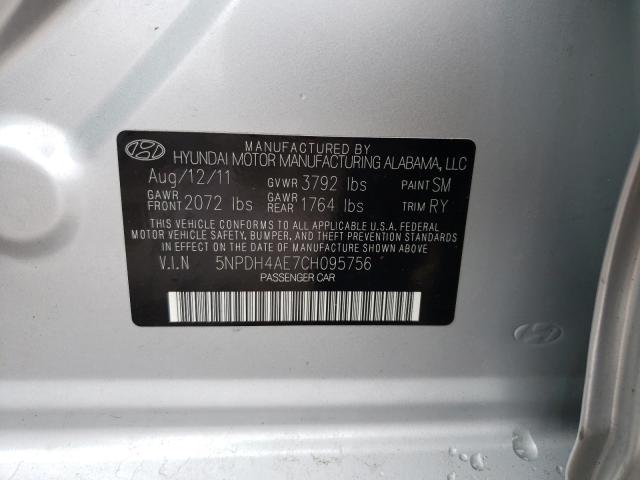 MANUFACTURED BY
HYUNDAI MOTOR MANUFACTURING ALABAMA, LLC
Aug/12/11 GVWR 3792 lbs PAINT SM
GAWR FRONT 2072 lbs GAWR REAR 1764 lbs TRIM RY
THIS VEHICLE CONFORMS TO ALL APPLICABLE U.S.A. FEDERAL
MOTOR VEHICLE SAFETY, BUMPER, AND THEFT PREVENTION STANDARDS
IN EFFECT ON THE DATE OF MANUFACTURE SHOWN ABOVE
V.I.N 5NPDH4AE7CH095756
PASSENGER CAR